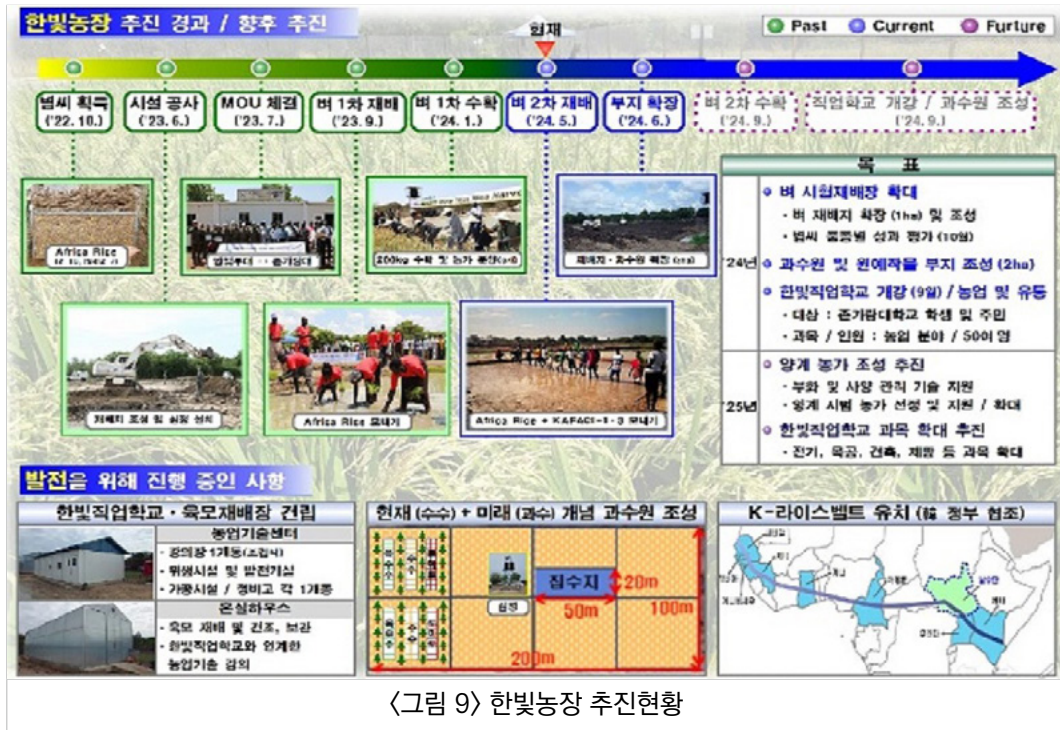 한빛농장 추진 경과 / 향후 추진
Past Current Furture
현재
볍씨 획득 ('22. 10.)
시설 공사 ('23. 6.)
MOU 체결 ('23. 7.)
벼 1차 재배 ('23. 9.)
벼 1차 수확 ('24. 1.)
벼 2차 재배 ('24. 5.)
부지 확장 ('24. 6.)
벼 2차 수확 ('24. 9.)
직업학교 개강 / 과수원 조성 ('24. 9.)
Africa Rice
200kg 수확 및 농가 분양
재배지·과수원 확장 (2ha)
Africa Rice 모내기
Africa Rice + KAFACI-1·3 모내기
목 표
'24년
벼 시험재배장 확대
· 벼 재배지 확장 (1ha) 및 조성
· 볍씨 품종별 성과 평가 (10월)
과수원 및 원예작물 부지 조성 (2ha)
한빛직업학교 개강 (9월) / 농업 및 유통
· 대상 : 존가람대학교 학생 및 주민
· 과목 / 인원 : 농업 분야 / 50여 명
'25년
양계 농가 조성 추진
· 부화 및 사양 관리 기술 지원
· 양계 시범 농가 선정 및 지원 / 확대
한빛직업학교 과목 확대 추진
· 전기, 목공, 건축, 제빵 등 과목 확대
발전을 위해 진행 중인 사항
한빛직업학교·육모재배장 건립
농업기술센터
· 강의장 1개동
· 위생시설 및 발전기실
· 가공시설 / 정비고 각 1개동
온실하우스
· 육모 재배 및 건조, 보관
· 한빛직업학교와 연계한
농업기술 강의
현재 (수수) + 미래 (과수) 개념 과수원 조성
집수지
20m
50m
100m
200m
K-라이스벨트 유치 (韓 정부 협조)
〈그림 9〉 한빛농장 추진현황